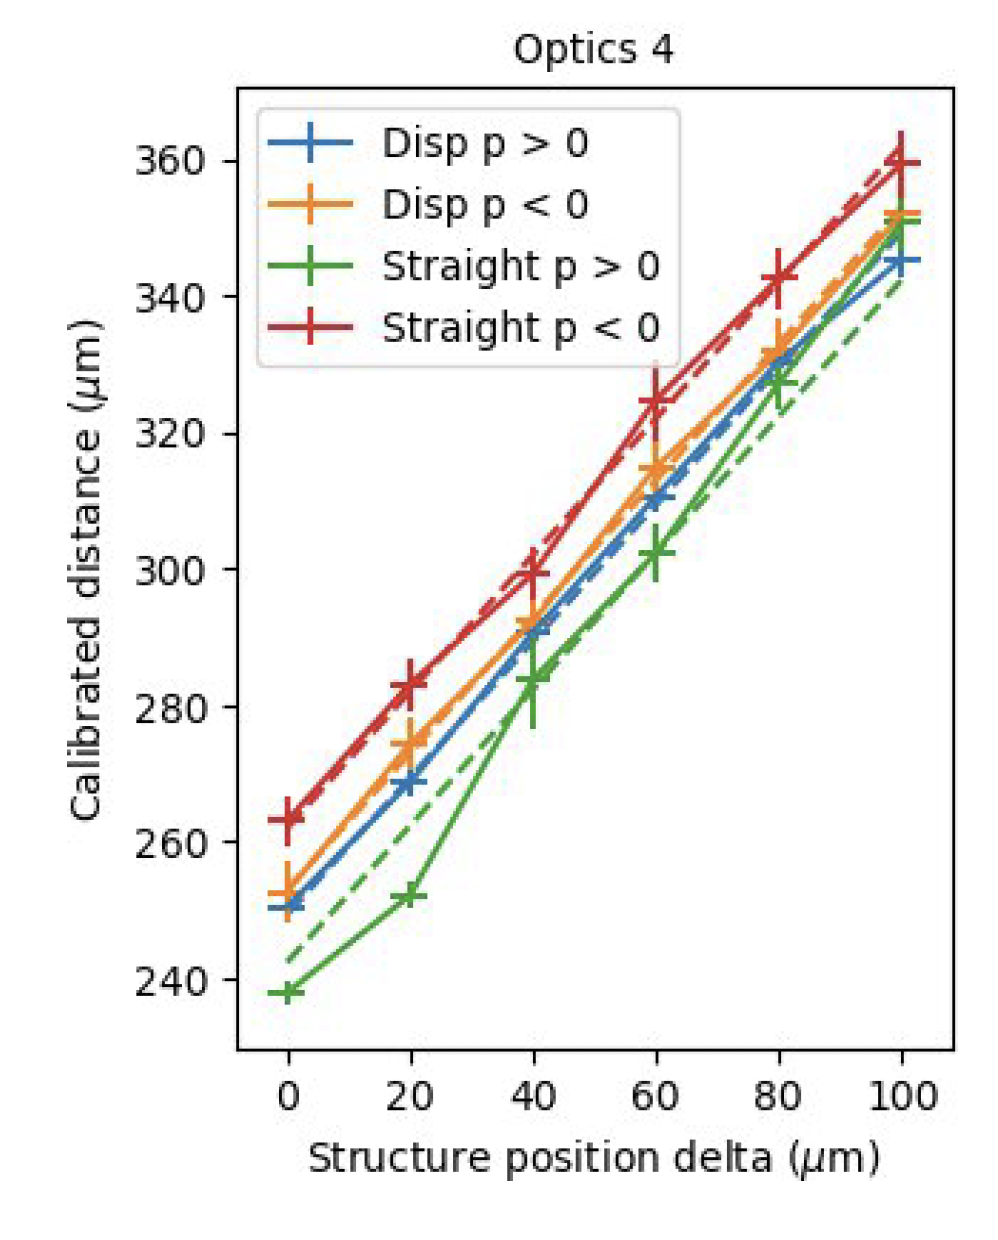 Optics 4
Disp p > 0
Disp p < 0
Straight p > 0
Straight p < 0
360
340
320
300
280
260
240
Calibrated distance (μm)
0 20 40 60 80 100
Structure position delta (μm)